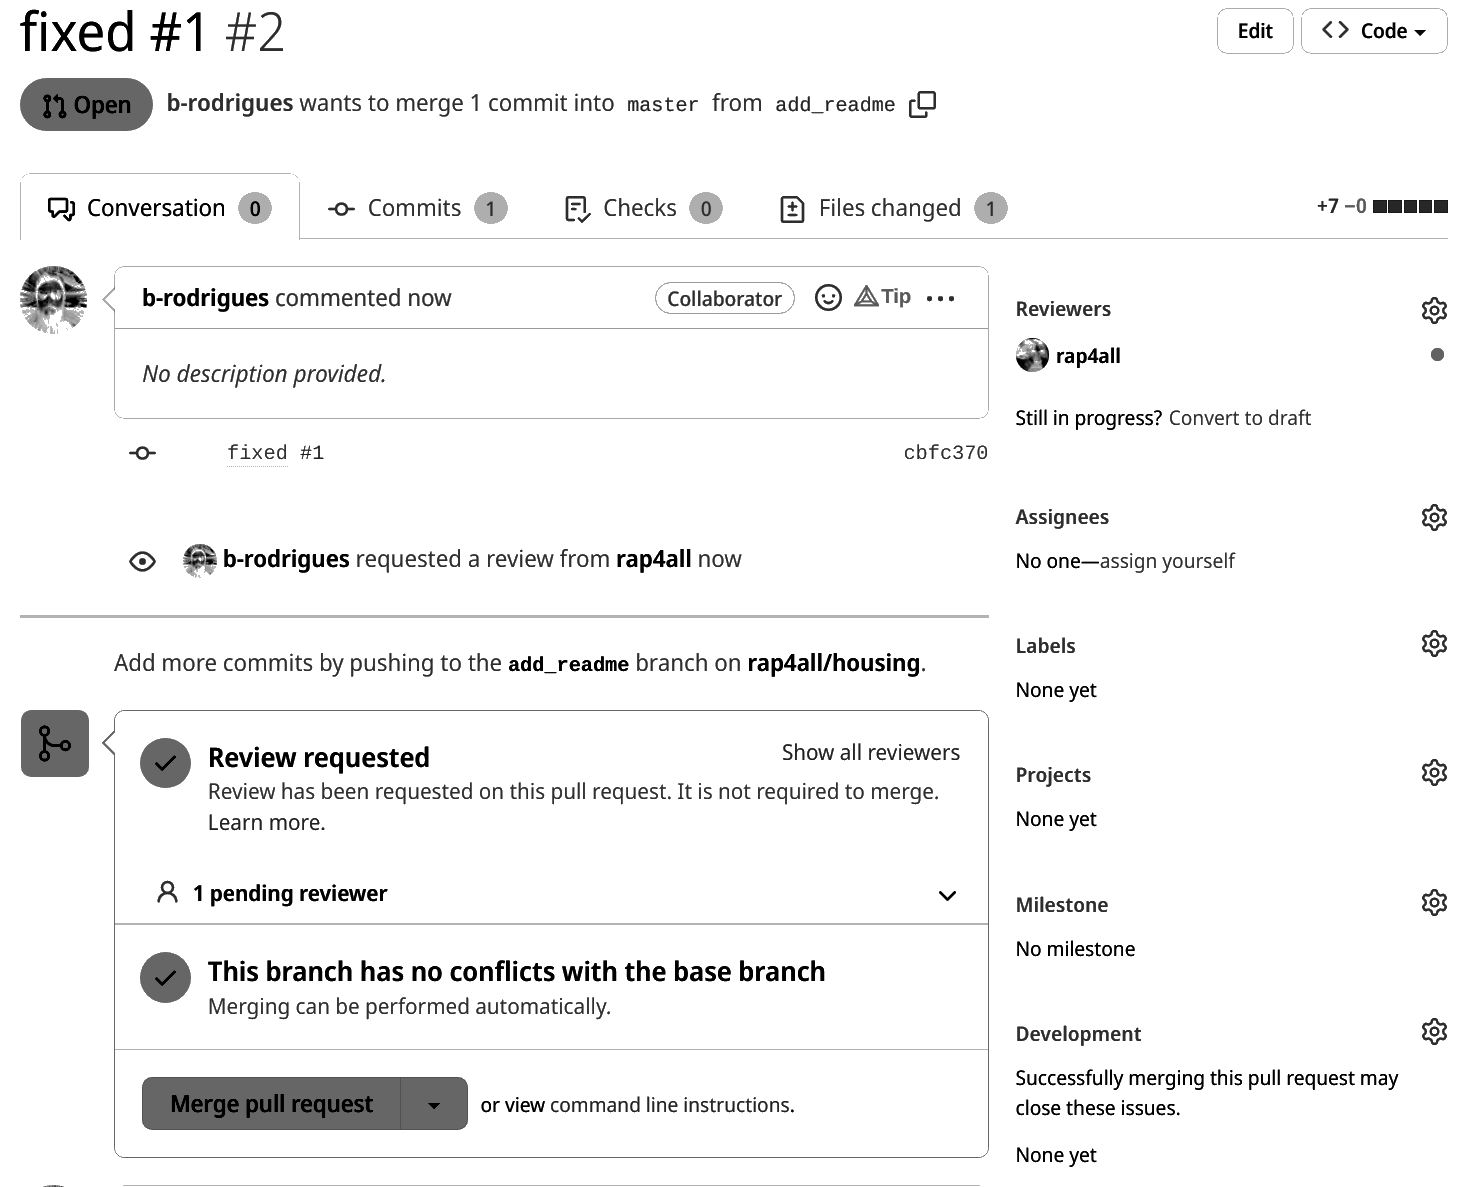 fixed #1 #2
Edit
Code
Open
b-rodrigues wants to merge 1 commit into master from add_readme
Conversation 0
Commits 1
Checks 0
Files changed 1
+7 −0
b-rodrigues commented now
Collaborator
Tip
No description provided.
fixed #1
cbfc370
b-rodrigues requested a review from rap4all now
Add more commits by pushing to the add_readme branch on rap4all/housing.
Review requested
Show all reviewers
Review has been requested on this pull request. It is not required to merge.
Learn more.
1 pending reviewer
This branch has no conflicts with the base branch
Merging can be performed automatically.
Merge pull request
or view command line instructions.
Reviewers
rap4all
Still in progress? Convert to draft
Assignees
No one—assign yourself
Labels
None yet
Projects
None yet
Milestone
No milestone
Development
Successfully merging this pull request may
close these issues.
None yet